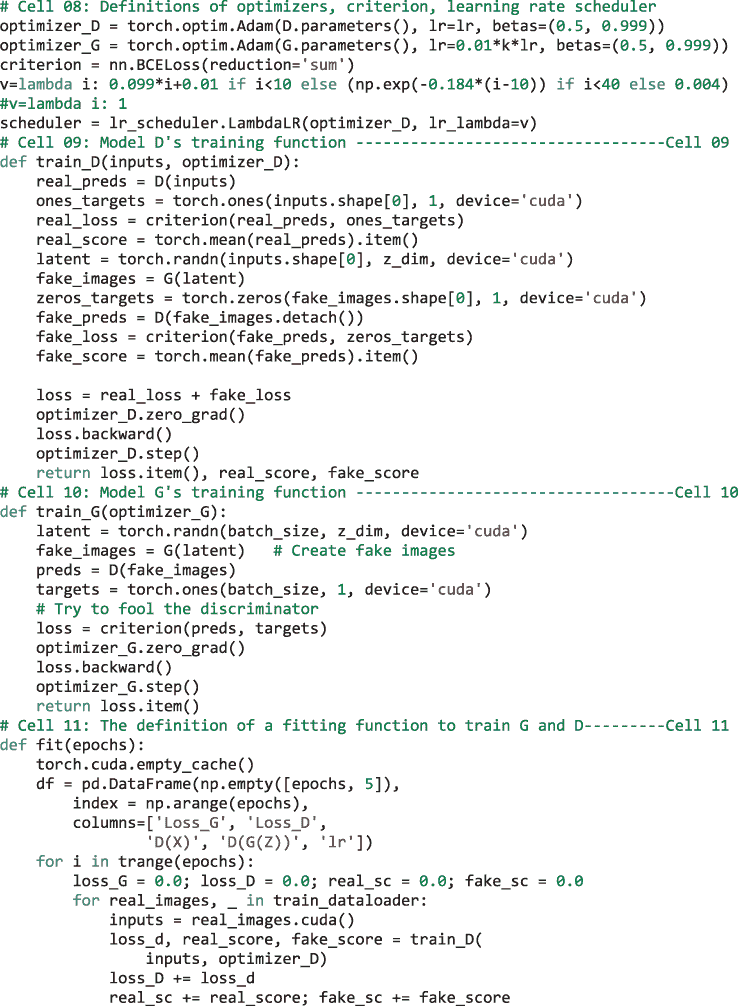 # Cell 08: Definitions of optimizers, criterion, learning rate scheduler
optimizer_D = torch.optim.Adam(D.parameters(), lr=lr, betas=(0.5, 0.999))
optimizer_G = torch.optim.Adam(G.parameters(), lr=0.01*k*lr, betas=(0.5, 0.999))
criterion = nn.BCELoss(reduction='sum')
v=lambda i: 0.099*i+0.01 if i<10 else (np.exp(-0.184*(i-10)) if i<40 else 0.004)
#v=lambda i: 1
scheduler = lr_scheduler.LambdaLR(optimizer_D, lr_lambda=v)
# Cell 09: Model D's training function ----------------------------------Cell 09
def train_D(inputs, optimizer_D):
    real_preds = D(inputs)
    ones_targets = torch.ones(inputs.shape[0], 1, device='cuda')
    real_loss = criterion(real_preds, ones_targets)
    real_score = torch.mean(real_preds).item()
    latent = torch.randn(inputs.shape[0], z_dim, device='cuda')
    fake_images = G(latent)
    zeros_targets = torch.zeros(fake_images.shape[0], 1, device='cuda')
    fake_preds = D(fake_images.detach())
    fake_loss = criterion(fake_preds, zeros_targets)
    fake_score = torch.mean(fake_preds).item()

    loss = real_loss + fake_loss
    optimizer_D.zero_grad()
    loss.backward()
    optimizer_D.step()
    return loss.item(), real_score, fake_score
# Cell 10: Model G's training function -----------------------------------Cell 10
def train_G(optimizer_G):
    latent = torch.randn(batch_size, z_dim, device='cuda')
    fake_images = G(latent)   # Create fake images
    preds = D(fake_images)
    targets = torch.ones(batch_size, 1, device='cuda')
    # Try to fool the discriminator
    loss = criterion(preds, targets)
    optimizer_G.zero_grad()
    loss.backward()
    optimizer_G.step()
    return loss.item()
# Cell 11: The definition of a fitting function to train G and D---------Cell 11
def fit(epochs):
    torch.cuda.empty_cache()
    df = pd.DataFrame(np.empty([epochs, 5]),
        index = np.arange(epochs),
        columns=['Loss_G', 'Loss_D',
                'D(X)', 'D(G(Z))', 'lr'])
    for i in trange(epochs):
        loss_G = 0.0; loss_D = 0.0; real_sc = 0.0; fake_sc = 0.0
        for real_images, _ in train_dataloader:
            inputs = real_images.cuda()
            loss_d, real_score, fake_score = train_D(
                inputs, optimizer_D)
            loss_D += loss_d
            real_sc += real_score; fake_sc += fake_score